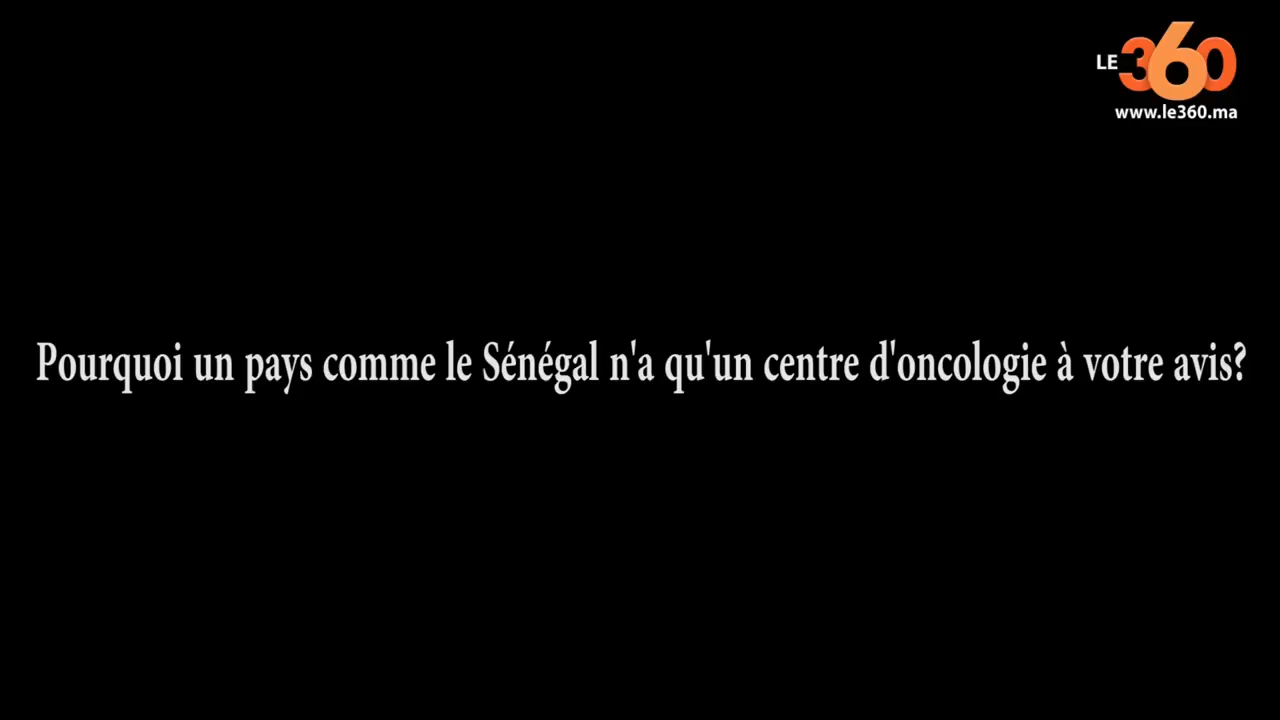 LE 360
www.le360.ma
Pourquoi un pays comme le Sénégal n'a qu'un centre d'oncologie à votre avis?